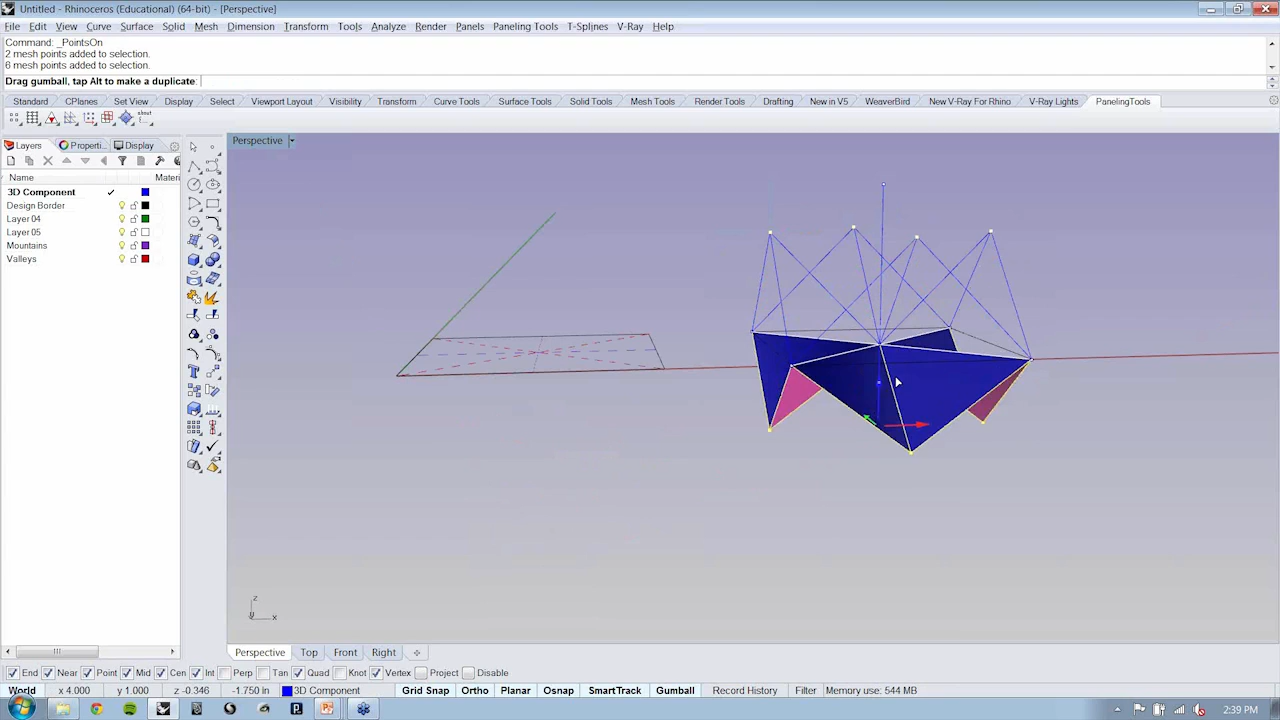 Untitled - Rhinoceros (Educational) (64-bit) - [Perspective]
File Edit View Curve Surface Solid Mesh Dimension Transform Tools Analyze Render Panels Paneling Tools T-Splines V-Ray Help
Command: _PointsOn
2 mesh points added to selection.
6 mesh points added to selection.
Drag gumball, tap Alt to make a duplicate:
Standard CPlanes Set View Display Select Viewport Layout Visibility Transform Curve Tools Surface Tools Solid Tools Mesh Tools Render Tools Drafting New in V5 WeaverBird New V-Ray For Rhino V-Ray Lights PanelingTools
Layers Properti... Display
Perspective
Name Materi
3D Component
Design Border
Layer 04
Layer 05
Mountains
Valleys
z
y x
Perspective Top Front Right
End Near Point Mid Cen Int Perp Tan Quad Knot Vertex Project Disable
World x 4.000 y 1.000 z -0.346 -1.750 in 3D Component Grid Snap Ortho Planar Osnap SmartTrack Gumball Record History Filter Memory use: 544 MB
2:39 PM